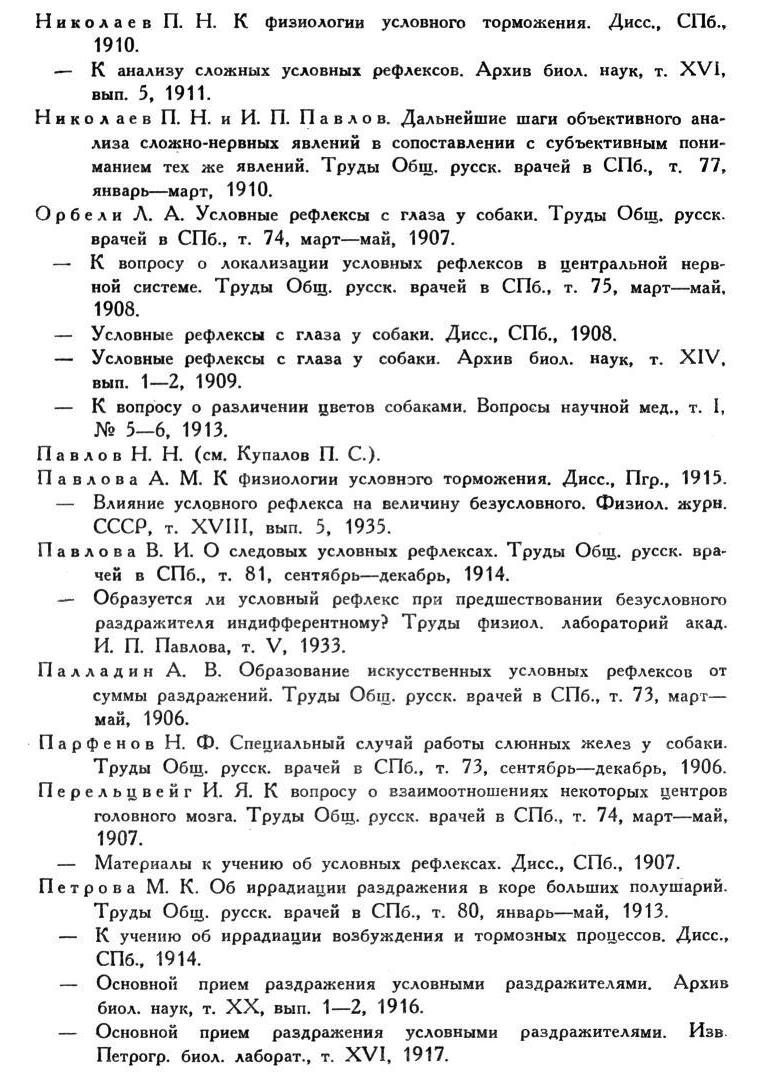 Николаев П. Н. К физиологии условного торможения. Дисс., СПб.,
1910.
— К анализу сложных условных рефлексов. Архив биол. наук, т. XVI,
вып. 5, 1911.
Николаев П. Н. и И. П. Павлов. Дальнейшие шаги объективного ана-
лиза сложно-нервных явлений в сопоставлении с субъективным пони-
манием тех же явлений. Труды Общ. русск. врачей в СПб., т. 77,
январь—март, 1910.
Орбели Л. А. Условные рефлексы с глаза у собаки. Труды Общ. русск.
врачей в СПб., т. 74, март—май, 1907.
— К вопросу о локализации условных рефлексов в центральной нерв-
ной системе. Труды Общ. русск. врачей в СПб., т. 75, март—май,
1908.
— Условные рефлексы с глаза у собаки. Дисс., СПб., 1908.
— Условные рефлексы с глаза у собаки. Архив биол. наук, т. XIV,
вып. 1—2, 1909.
— К вопросу о различении цветов собаками. Вопросы научной мед., т. I,
№ 5—6, 1913.
Павлов Н. Н. (см. Купалов П. С.).
Павлова А. М. К физиологии условнэго торможения. Дисс., Пгр., 1915.
— Влияние условного рефлекса на величину безусловного. Физиол. журн.
СССР, т. XVIII, вып. 5, 1935.
Павлова В. И. О следовых условных рефлексах. Труды Общ. русск. вра-
чей в СПб., т. 81, сентябрь—декабрь, 1914.
— Образуется ли условный рефлекс при предшествовании безусловного
раздражителя индифферентному? Труды физиол. лабораторий акад.
И. П. Павлова, т. V, 1933.
Палладин А. В. Образование искусственных условных рефлексов от
суммы раздражений. Труды Общ. русск. врачей в СПб., т. 73, март—
май, 1906.
Парфенов Н. Ф. Специальный случай работы слюнных желез у собаки.
Труды Общ. русск. врачей в СПб., т. 73, сентябрь—декабрь, 1906.
Перельцвейг И. Я. К вопросу о взаимоотношениях некоторых центров
головного мозга. Труды Общ. русск. врачей в СПб., т. 74, март—май,
1907.
— Материалы к учению об условных рефлексах. Дисс., СПб., 1907.
Петрова М. К. Об иррадиации раздражения в коре больших полушарий.
Труды Общ. русск. врачей в СПб., т. 80, январь—май, 1913.
— К учению об иррадиации возбуждения и тормозных процессов. Дисс.,
СПб., 1914.
— Основной прием раздражения условными раздражителями. Архив
биол. наук, т. XX, вып. 1—2, 1916.
— Основной прием раздражения условными раздражителями. Изв.
Петрогр. биол. лаборат., т. XVI, 1917.